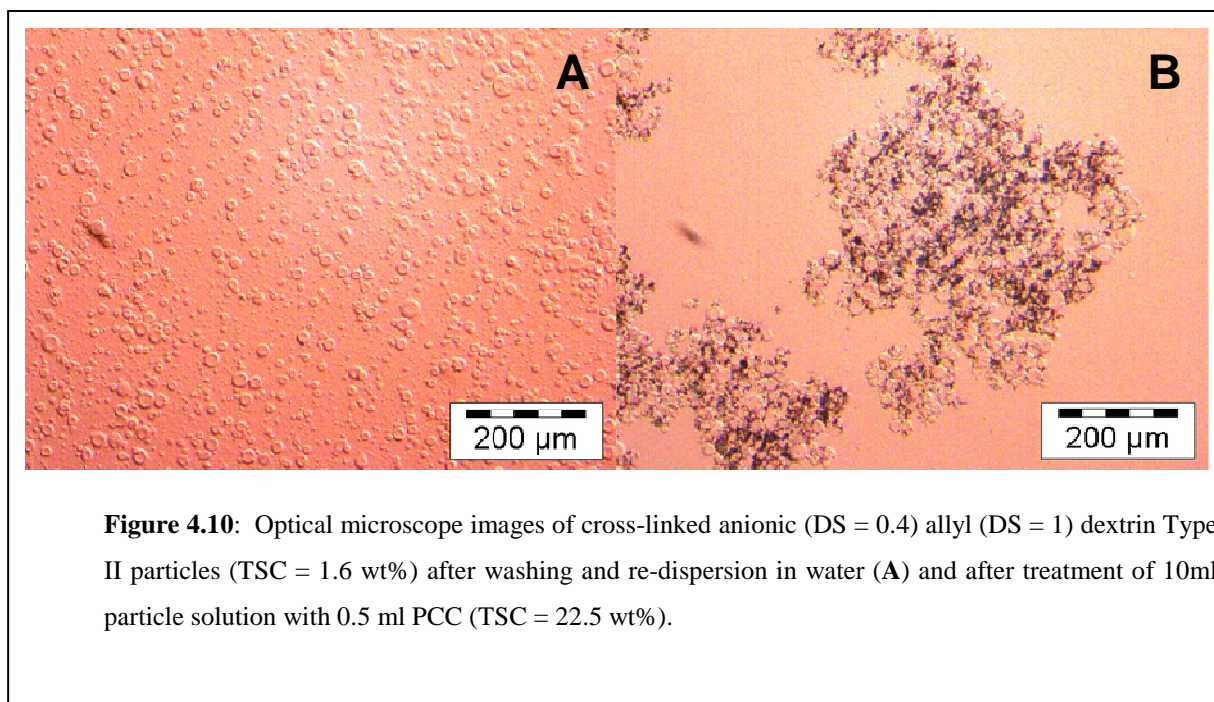 A
B
200 µm
200 µm
Figure 4.10: Optical microscope images of cross-linked anionic (DS = 0.4) allyl (DS = 1) dextrin Type
II particles (TSC = 1.6 wt%) after washing and re-dispersion in water (A) and after treatment of 10ml
particle solution with 0.5 ml PCC (TSC = 22.5 wt%).